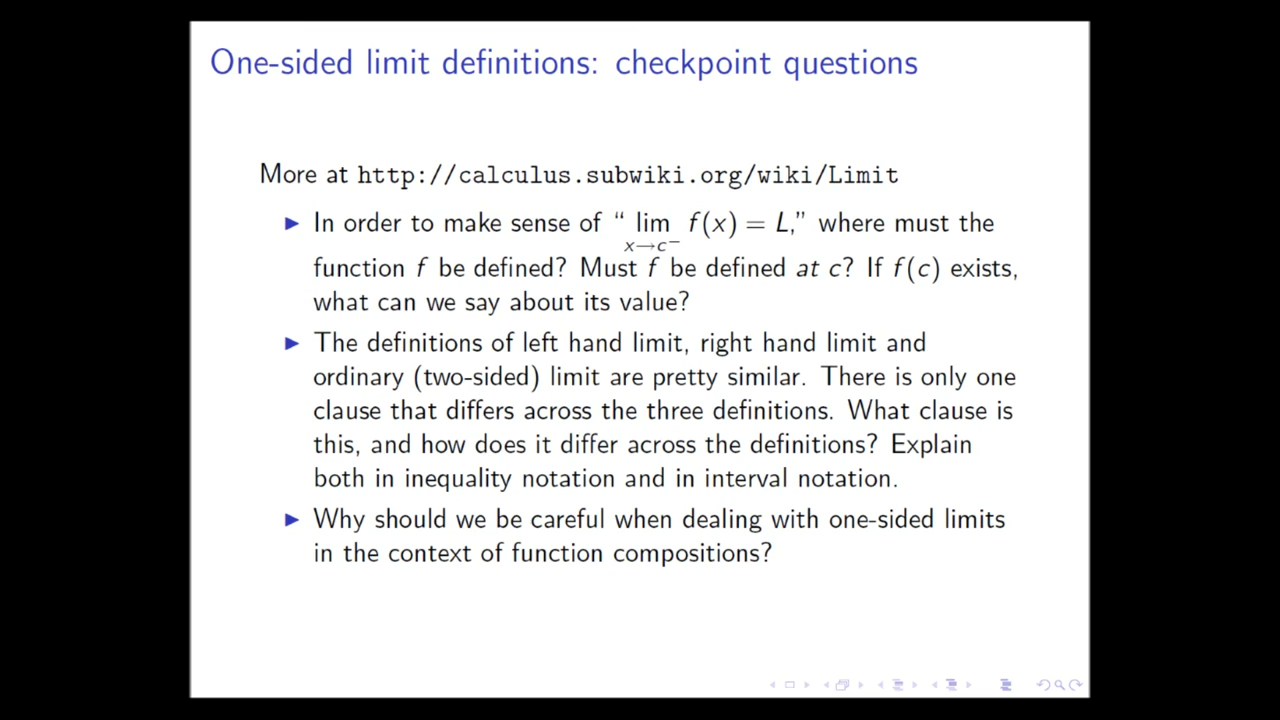 One-sided limit definitions: checkpoint questions
More at http://calculus.subwiki.org/wiki/Limit
▶ In order to make sense of “ lim f(x) = L,” where must the
x→c⁻
function f be defined? Must f be defined at c? If f(c) exists,
what can we say about its value?
▶ The definitions of left hand limit, right hand limit and
ordinary (two-sided) limit are pretty similar. There is only one
clause that differs across the three definitions. What clause is
this, and how does it differ across the definitions? Explain
both in inequality notation and in interval notation.
▶ Why should we be careful when dealing with one-sided limits
in the context of function compositions?